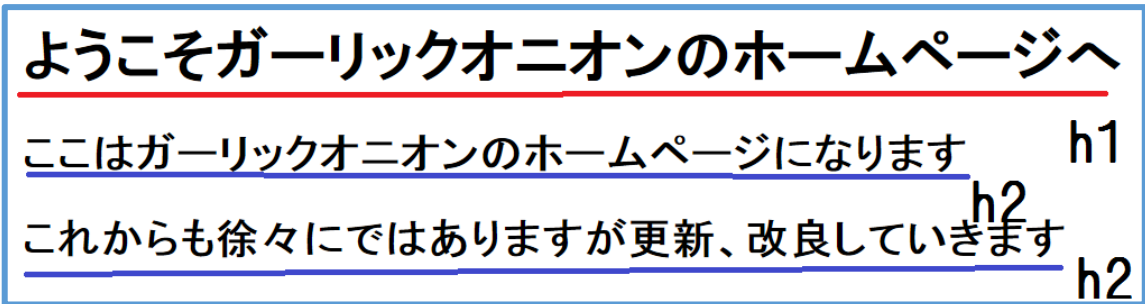 ようこそガーリックオニオンのホームページへ
ここはガーリックオニオンのホームページになります
h1
h2
これからも徐々にではありますが更新、改良していきます
h2